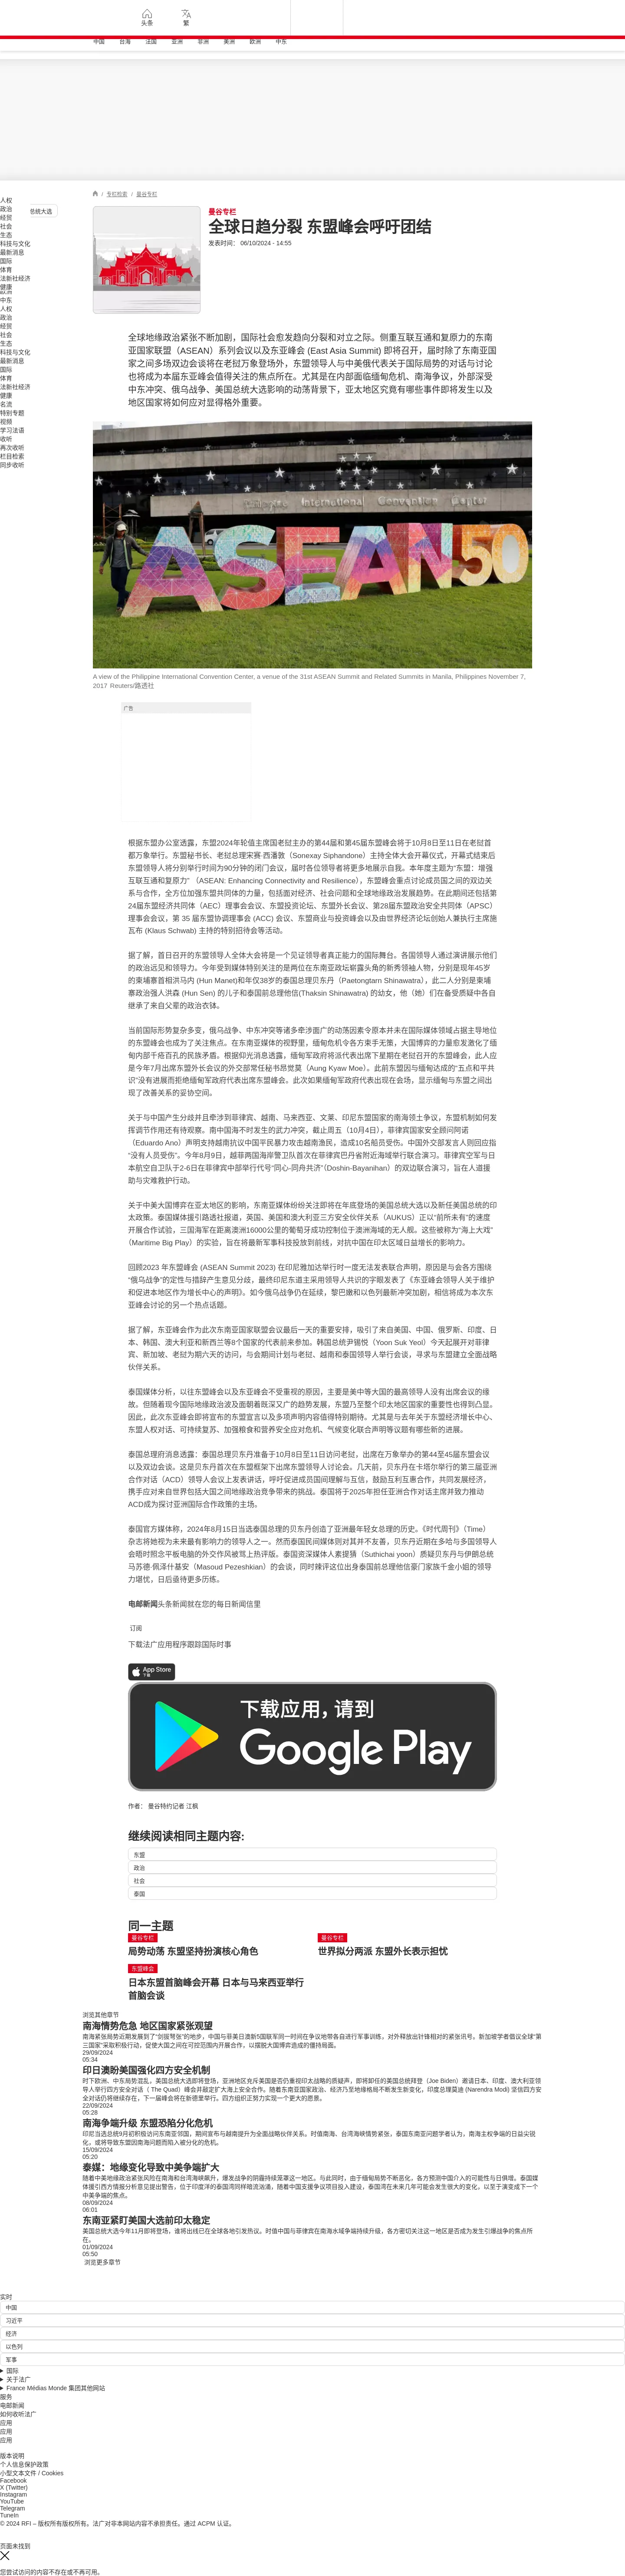 头条
繁
中国 台海 法国 亚洲 非洲 美洲 欧洲 中东
专栏检索 / 曼谷专栏
人权
政治
总统大选
经贸
社会
生态
科技与文化
最新消息
国际
体育
法新社经济
健康
中东
人权
政治
经贸
社会
生态
科技与文化
最新消息
国际
体育
法新社经济
健康
名流
特别专题
视频
学习法语
收听
再次收听
栏目检索
同步收听
曼谷专栏
全球日趋分裂 东盟峰会呼吁团结
发表时间： 06/10/2024 - 14:55
全球地缘政治紧张不断加剧，国际社会愈发趋向分裂和对立之际。侧重互联互通和复原力的东南
亚国家联盟（ASEAN）系列会议以及东亚峰会 (East Asia Summit) 即将召开，届时除了东南亚国
家之间多场双边会谈将在老挝万象登场外，东盟领导人与中美俄代表关于国际局势的对话与讨论
也将成为本届东亚峰会值得关注的焦点所在。尤其是在内部面临缅甸危机、南海争议，外部深受
中东冲突、俄乌战争、美国总统大选影响的动荡背景下，亚太地区究竟有哪些事件即将发生以及
地区国家将如何应对显得格外重要。
Philippine International Convention Center
ASEAN50
A view of the Philippine International Convention Center, a venue of the 31st ASEAN Summit and Related Summits in Manila, Philippines November 7,
2017 Reuters/路透社
广告
根据东盟办公室透露，东盟2024年轮值主席国老挝主办的第44届和第45届东盟峰会将于10月8日至11日在老挝首
都万象举行。东盟秘书长、老挝总理宋赛·西潘敦（Sonexay Siphandone）主持全体大会开幕仪式，开幕式结束后
东盟领导人将分别举行时间为90分钟的闭门会议，届时各位领导者将更多地展示自我。本年度主题为“东盟：增强
互联互通和复原力” （ASEAN: Enhancing Connectivity and Resilience）。东盟峰会重点讨论成员国之间的双边关
系与合作，全方位加强东盟共同体的力量，包括面对经济、社会问题和全球地缘政治发展趋势。在此期间还包括第
24届东盟经济共同体（AEC）理事会会议、东盟投资论坛、东盟外长会议、第28届东盟政治安全共同体（APSC）
理事会会议，第 35 届东盟协调理事会 (ACC) 会议、东盟商业与投资峰会以及由世界经济论坛创始人兼执行主席施
瓦布 (Klaus Schwab) 主持的特别招待会等活动。
据了解，首日召开的东盟领导人全体大会将是一个见证领导者真正能力的国际舞台。各国领导人通过演讲展示他们
的政治远见和领导力。今年受到媒体特别关注的是两位在东南亚政坛崭露头角的新秀领袖人物，分别是现年45岁
的柬埔寨首相洪马内 (Hun Manet)和年仅38岁的泰国总理贝东丹（Paetongtarn Shinawatra），此二人分别是柬埔
寨政治强人洪森 (Hun Sen) 的儿子和泰国前总理他信(Thaksin Shinawatra) 的幼女，他（她）们在备受质疑中各自
继承了来自父辈的政治衣钵。
当前国际形势复杂多变，俄乌战争、中东冲突等诸多牵涉面广的动荡因素令原本并未在国际媒体领域占据主导地位
的东盟峰会也成为了关注焦点。在东南亚媒体的视野里，缅甸危机令各方束手无策，大国博弈的力量愈发激化了缅
甸内部千疮百孔的民族矛盾。根据仰光消息透露，缅甸军政府将派代表出席下星期在老挝召开的东盟峰会，此人应
是今年7月出席东盟外长会议的外交部常任秘书昂觉莫（Aung Kyaw Moe）。此前东盟因与缅甸达成的“五点和平共
识”没有进展而拒绝缅甸军政府代表出席东盟峰会。此次如果缅甸军政府代表出现在会场，显示缅甸与东盟之间出
现了改善关系的妥协空间。
关于与中国产生分歧并且牵涉到菲律宾、越南、马来西亚、文莱、印尼东盟国家的南海领土争议，东盟机制如何发
挥调节作用还有待观察。南中国海不时发生的武力冲突，截止周五（10月4日），菲律宾国家安全顾问阿诺
（Eduardo Ano）声明支持越南抗议中国平民暴力攻击越南渔民，造成10名船员受伤。中国外交部发言人则回应指
“没有人员受伤”。今年8月9日，越菲两国海岸警卫队首次在菲律宾巴丹省附近海域举行联合演习。菲律宾空军与日
本航空自卫队于2-6日在菲律宾中部举行代号“同心-同舟共济”（Doshin-Bayanihan）的双边联合演习，旨在人道援
助与灾难救护行动。
关于中美大国博弈在亚太地区的影响，东南亚媒体纷纷关注即将在年底登场的美国总统大选以及新任美国总统的印
太政策。泰国媒体援引路透社报道，英国、美国和澳大利亚三方安全伙伴关系（AUKUS）正以“前所未有”的速度
开展合作试验，三国海军在距离澳洲16000公里的葡萄牙成功控制位于澳洲海域的无人舰。这些被称为“海上大戏”
（Maritime Big Play）的实验，旨在将最新军事科技投放到前线，对抗中国在印太区域日益增长的影响力。
回顾2023 年东盟峰会 (ASEAN Summit 2023) 在印尼雅加达举行时一度无法发表联合声明，原因是与会各方围绕
“俄乌战争”的定性与措辞产生意见分歧，最终印尼东道主采用领导人共识的字眼发表了《东亚峰会领导人关于维护
和促进本地区作为增长中心的声明》。如今俄乌战争仍在延续，黎巴嫩和以色列最新冲突加剧，相信将成为本次东
亚峰会讨论的另一个热点话题。
据了解，东亚峰会作为此次东南亚国家联盟会议最后一天的重要安排，吸引了来自美国、中国、俄罗斯、印度、日
本、韩国、澳大利亚和新西兰等8个国家的代表前来参加。韩国总统尹锡悦（Yoon Suk Yeol）今天起展开对菲律
宾、新加坡、老挝为期六天的访问，与会期间计划与老挝、越南和泰国领导人举行会谈，寻求与东盟建立全面战略
伙伴关系。
泰国媒体分析，以往东盟峰会以及东亚峰会不受重视的原因，主要是美中等大国的最高领导人没有出席会议的缘
故。但随着现今国际地缘政治波及面朝着既深又广的趋势发展，东盟乃至整个印太地区国家的重要性也得到凸显。
因此，此次东亚峰会即将宣布的东盟宣言以及多项声明内容值得特别期待。尤其是与去年关于东盟经济增长中心、
东盟人权对话、可持续复苏、加强粮食和营养安全应对危机、气候变化联合声明等议题有哪些新的进展。
泰国总理府消息透露：泰国总理贝东丹准备于10月8日至11日访问老挝，出席在万象举办的第44至45届东盟会议
以及双边会谈。这是贝东丹首次在东盟框架下出席东盟领导人讨论会。几天前，贝东丹在卡塔尔举行的第三届亚洲
合作对话（ACD）领导人会议上发表讲话，呼吁促进成员国间理解与互信，鼓励互利互惠合作，共同发展经济，
携手应对来自世界包括大国之间地缘政治竞争带来的挑战。泰国将于2025年担任亚洲合作对话主席并致力推动
ACD成为探讨亚洲国际合作政策的主场。
泰国官方媒体称，2024年8月15日当选泰国总理的贝东丹创造了亚洲最年轻女总理的历史。《时代周刊》（Time）
杂志将她视为未来最有影响力的领导人之一。然而泰国民间媒体则对其并不友善，贝东丹近期在多哈与多国领导人
会晤时照念平板电脑的外交作风被骂上热评版。泰国资深媒体人素提猜（Suthichai yoon）质疑贝东丹与伊朗总统
马苏德·佩泽什基安（Masoud Pezeshkian）的会谈，同时辣评这位出身泰国前总理他信豪门家族千金小姐的领导
力堪忧，日后亟待更多历练。
电邮新闻头条新闻就在您的每日新闻信里
订阅
下载法广应用程序跟踪国际时事
App Store
下载
下载应用，请到
Google Play
作者： 曼谷特约记者 江枫
继续阅读相同主题内容:
东盟
政治
社会
泰国
同一主题
曼谷专栏
局势动荡 东盟坚持扮演核心角色
曼谷专栏
世界拟分两派 东盟外长表示担忧
东盟峰会
日本东盟首脑峰会开幕 日本与马来西亚举行
首脑会谈
浏览其他章节
南海情势危急 地区国家紧张观望
南海紧张局势近期发展到了“剑拔弩张”的地步，中国与菲美日澳新5国联军同一时间在争议地带各自进行军事训练，对外释放出针锋相对的紧张讯号。新加坡学者倡议全球“第
三国家”采取积极行动，促使大国之间在可控范围内开展合作，以摆脱大国博弈造成的僵持局面。
29/09/2024
05:34
印日澳盼美国强化四方安全机制
时下欧洲、中东局势混乱，美国总统大选即将登场，亚洲地区充斥美国是否仍重视印太战略的质疑声，即将卸任的美国总统拜登（Joe Biden）邀请日本、印度、澳大利亚领
导人举行四方安全对话（ The Quad）峰会并敲定扩大海上安全合作。随着东南亚国家政治、经济乃至地缘格局不断发生新变化，印度总理莫迪 (Narendra Modi) 坚信四方安
全对话仍将继续存在，下一届峰会将在新德里举行。四方组织正努力实现一个更大的愿景。
22/09/2024
05:28
南海争端升级 东盟恐陷分化危机
印尼当选总统9月初积极访问东南亚邻国，期间宣布与越南提升为全面战略伙伴关系。时值南海、台湾海峡情势紧张，泰国东南亚问题学者认为，南海主权争端的日益尖锐
化，或将导致东盟因南海问题而陷入被分化的危机。
15/09/2024
05:20
泰媒：地缘变化导致中美争端扩大
随着中美地缘政治紧张风险在南海和台湾海峡飙升，爆发战争的阴霾持续笼罩这一地区。与此同时，由于缅甸局势不断恶化，各方预测中国介入的可能性与日俱增。泰国媒
体援引西方情报分析意见提出警告，位于印度洋的泰国湾同样暗流汹涌，随着中国支援争议项目投入建设，泰国湾在未来几年可能会发生很大的变化，以至于演变成下一个
中美争端的焦点。
08/09/2024
06:01
东南亚紧盯美国大选前印太稳定
美国总统大选今年11月即将登场，谁将出线已在全球各地引发热议。时值中国与菲律宾在南海水域争端持续升级，各方密切关注这一地区是否成为发生引爆战争的焦点所
在。
01/09/2024
05:50
浏览更多章节
实时
中国
习近平
经济
以色列
军事
国际
关于法广
France Médias Monde 集团其他网站
服务
电邮新闻
如何收听法广
应用
应用
应用
版本说明
个人信息保护政策
小型文本文件 / Cookies
Facebook
X (Twitter)
Instagram
YouTube
Telegram
TuneIn
© 2024 RFI – 版权所有版权所有。法广对非本网站内容不承担责任。通过 ACPM 认证。
页面未找到
您尝试访问的内容不存在或不再可用。